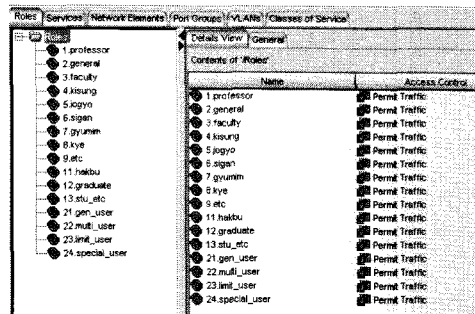 Roles Services Network Elements Port Groups VLANs Classes of Service
1.professor
2.general
3.faculty
4.kisung
5.jogyo
6.sigan
7.gyumim
8.kye
9.etc
11.hakbu
12.graduate
13.stu_etc
21.gen_user
22.multi_user
23.limit_user
24.special_user
Details View General
Contents of '/Roles'
Name Access Control
1.professor Permit Traffic
2.general Permit Traffic
3.faculty Permit Traffic
4.kisung Permit Traffic
5.jogyo Permit Traffic
6.sigan Permit Traffic
7.gyumim Permit Traffic
8.kye Permit Traffic
9.etc Permit Traffic
11.hakbu Permit Traffic
12.graduate Permit Traffic
13.stu_etc Permit Traffic
21.gen_user Permit Traffic
22.multi_user Permit Traffic
23.limit_user Permit Traffic
24.special_user Permit Traffic